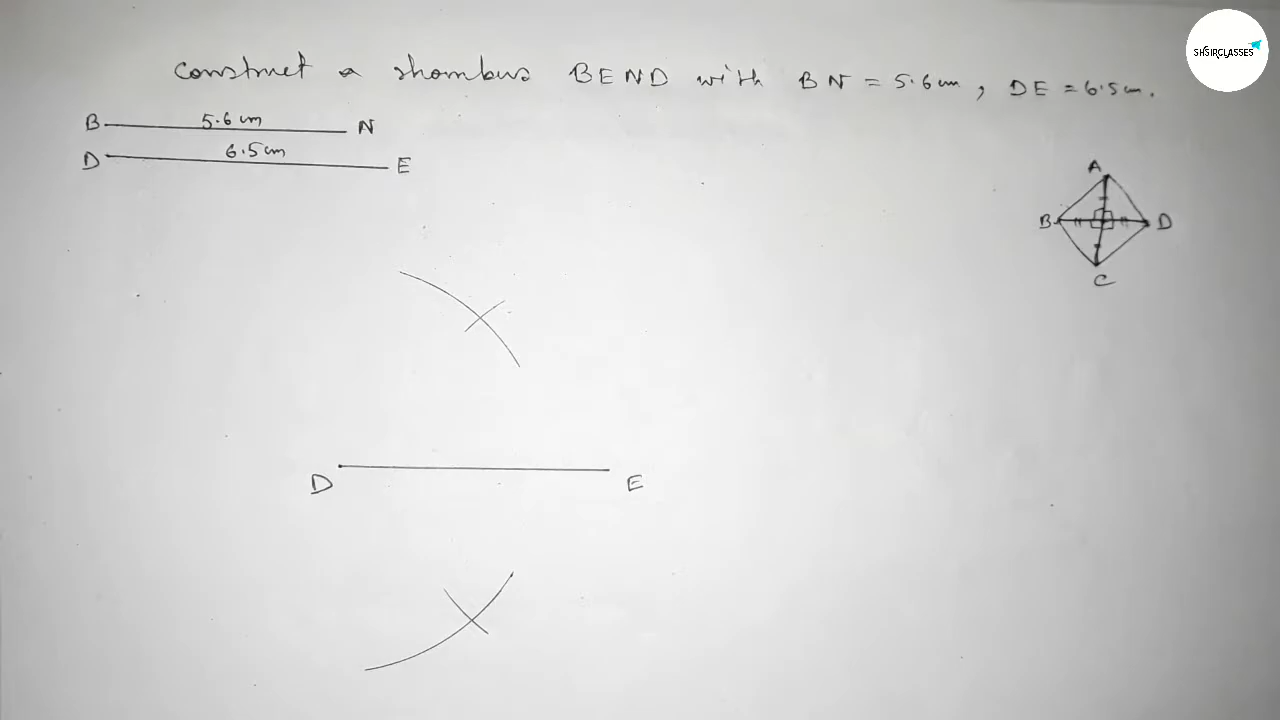 SHSIRCLASSES
construct a rhombus BEND with BN = 5.6 cm, DE = 6.5 cm.
B 5.6 cm N
D 6.5 cm E
A
B D
C
D E